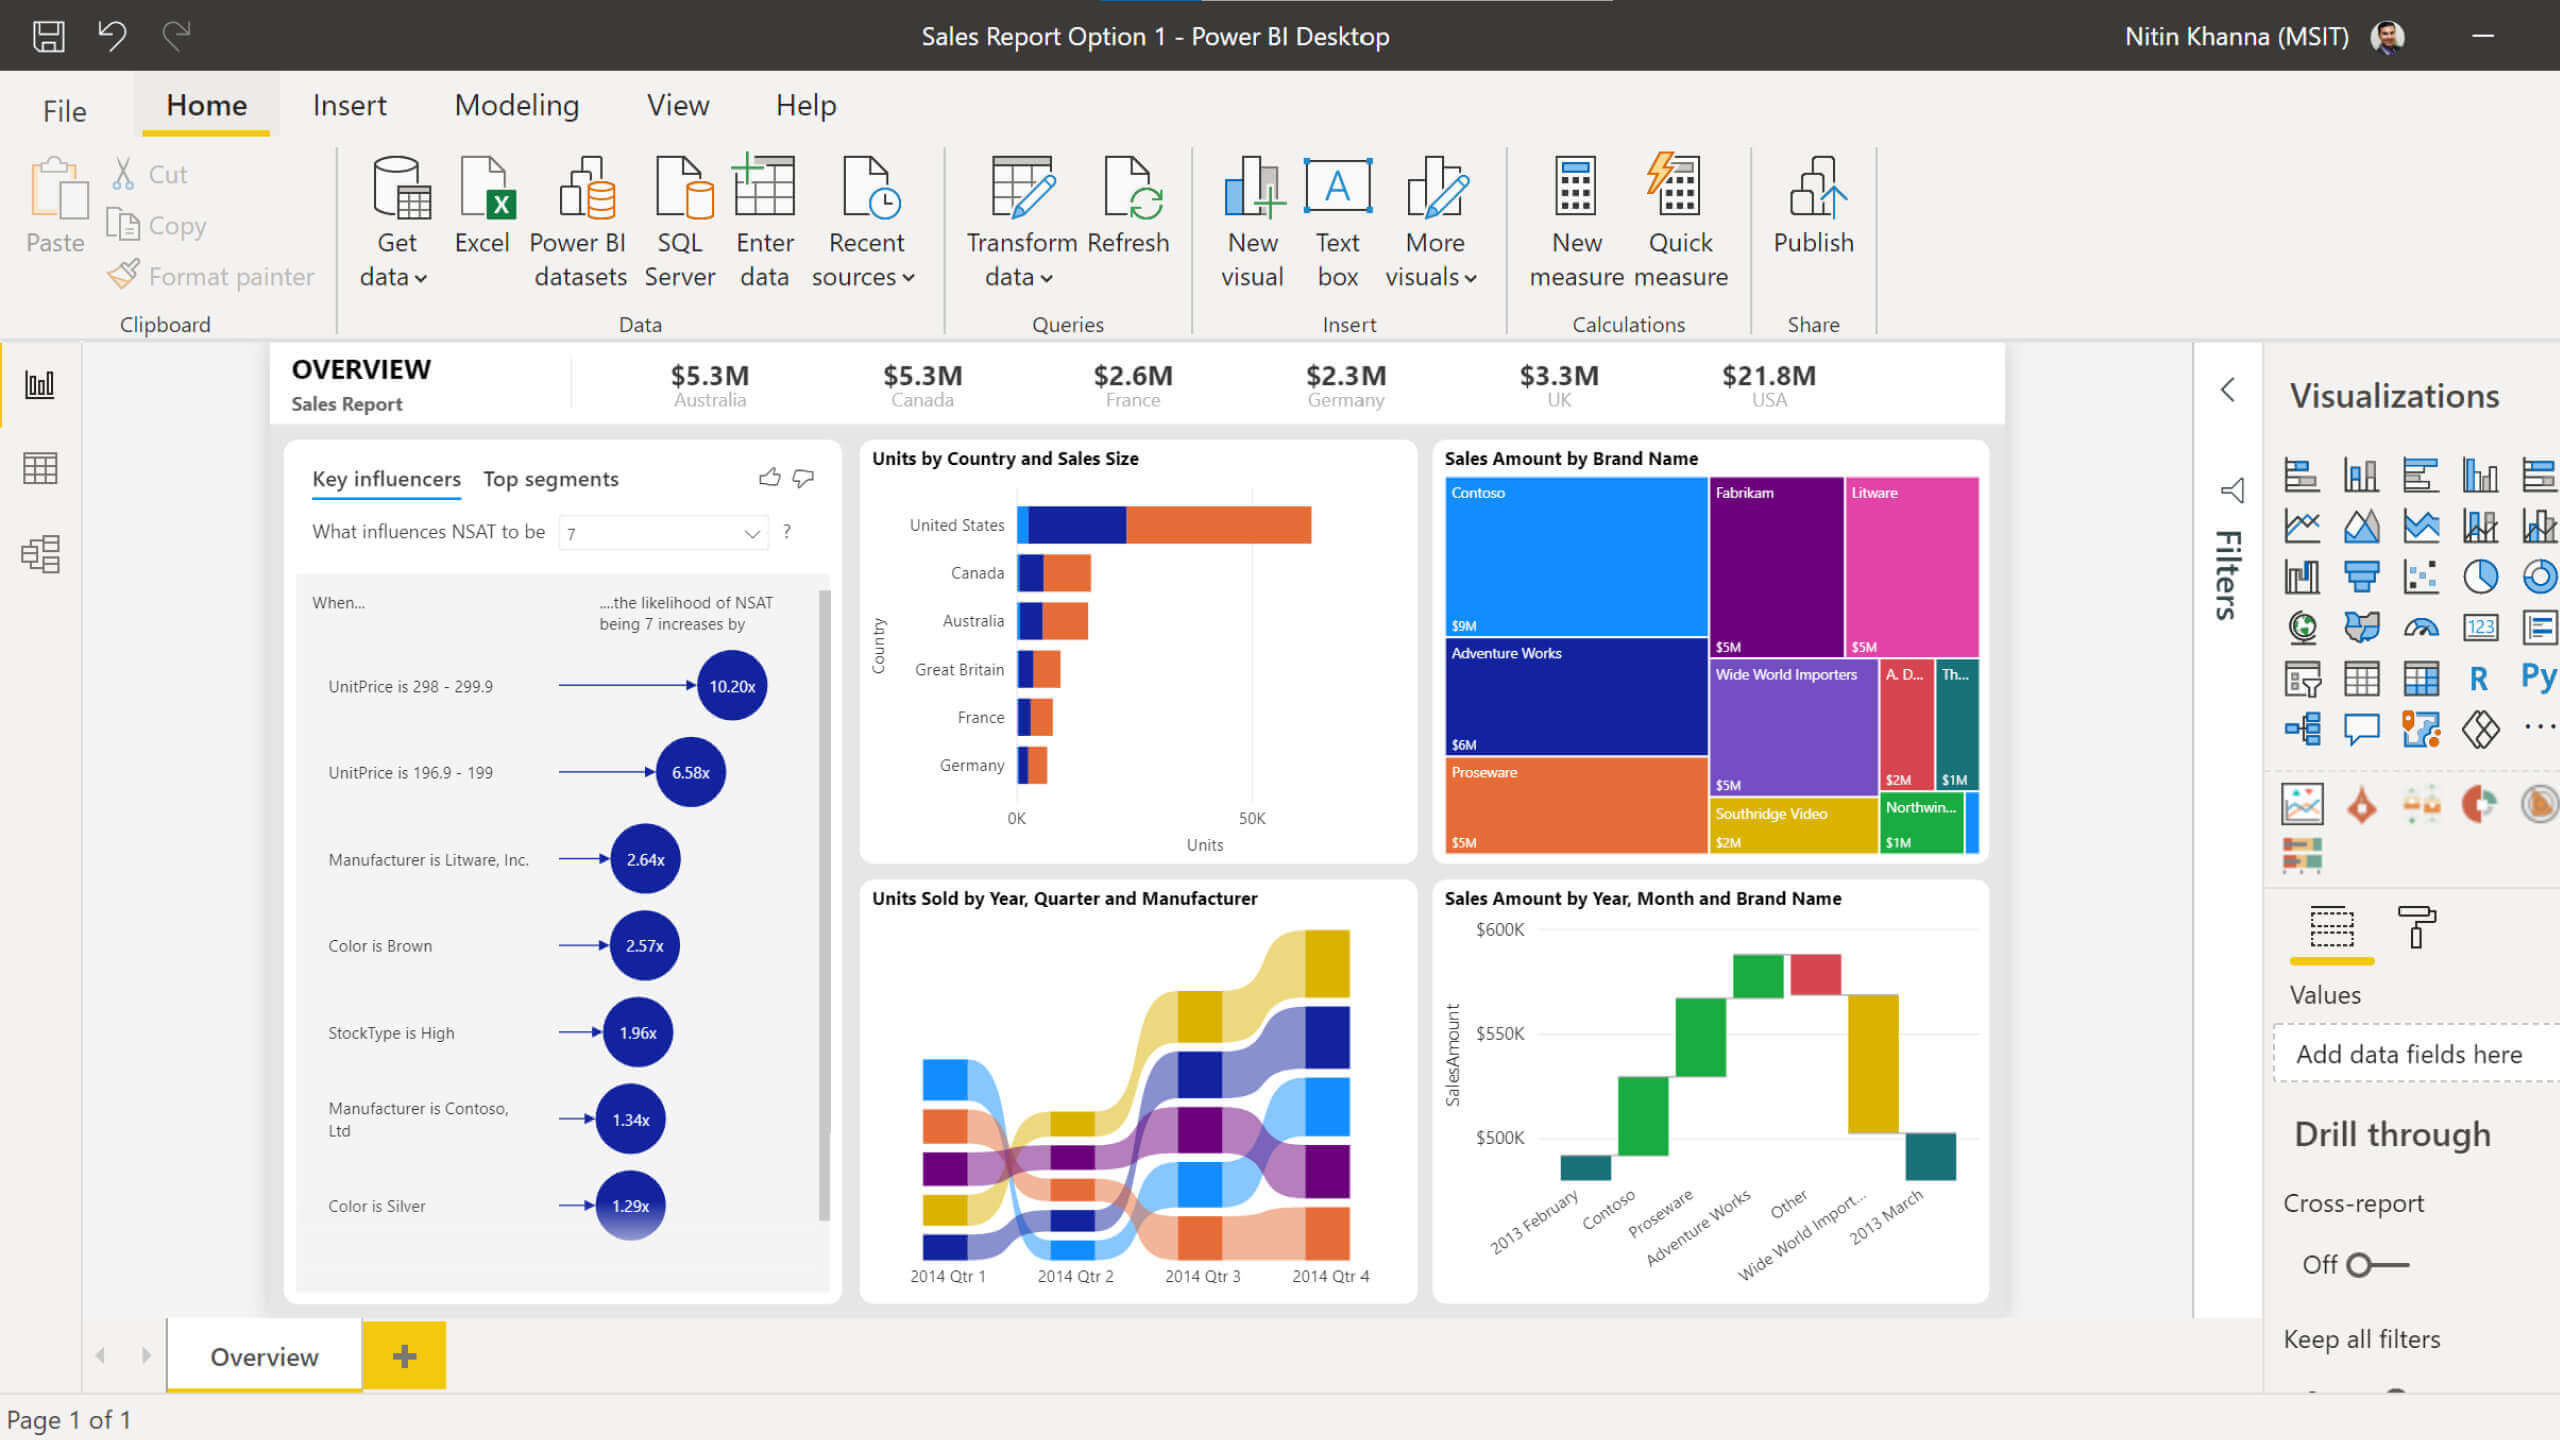 Sales Report Option 1 - Power BI Desktop
Nitin Khanna (MSIT)
File
Home
Insert
Modeling
View
Help
Paste
Cut
Copy
Format painter
Clipboard
Get
data
Excel
Power BI
datasets
SQL
Server
Enter
data
Recent
sources
Data
Transform
data
Refresh
Queries
New
visual
Text
box
More
visuals
Insert
New
measure
Quick
measure
Calculations
Publish
Share
OVERVIEW
Sales Report
$5.3M
Australia
$5.3M
Canada
$2.6M
France
$2.3M
Germany
$3.3M
UK
$21.8M
USA
Key influencers
Top segments
What influences NSAT to be
7
?
When...
....the likelihood of NSAT
being 7 increases by
UnitPrice is 298 - 299.9
10.20x
UnitPrice is 196.9 - 199
6.58x
Manufacturer is Litware, Inc.
2.64x
Color is Brown
2.57x
StockType is High
1.96x
Manufacturer is Contoso,
Ltd
1.34x
Color is Silver
1.29x
Units by Country and Sales Size
Country
United States
Canada
Australia
Great Britain
France
Germany
0K
50K
Units
Sales Amount by Brand Name
Contoso
$9M
Adventure Works
$6M
Proseware
$5M
Fabrikam
$5M
Litware
$5M
Wide World Importers
$5M
A. D...
$2M
Th...
$1M
Southridge Video
$2M
Northwin...
$1M
Units Sold by Year, Quarter and Manufacturer
2014 Qtr 1
2014 Qtr 2
2014 Qtr 3
2014 Qtr 4
Sales Amount by Year, Month and Brand Name
SalesAmount
$600K
$550K
$500K
2013 February
Contoso
Proseware
Adventure Works
Other
Wide World Import...
2013 March
Filters
Visualizations
123
R
Py
Values
Add data fields here
Drill through
Cross-report
Off
Keep all filters
Overview
Page 1 of 1